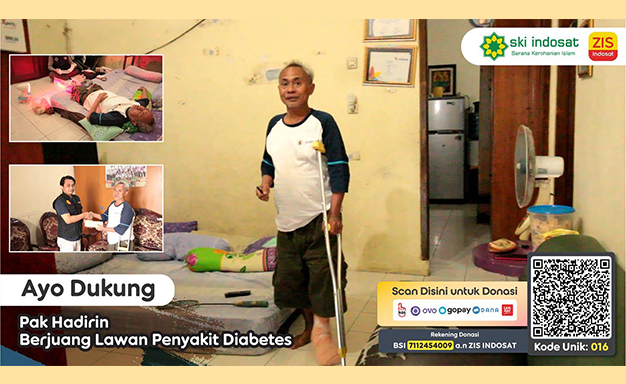 ski indosat
Sarana Kerohanian Islam
ZIS
indosat
Ayo Dukung
Pak Hadirin
Berjuang Lawan Penyakit Diabetes
Scan Disini untuk Donasi
OVO
gopay
DANA
Rekening Donasi
BSI 7112454009 a.n ZIS INDOSAT
Kode Unik: 016